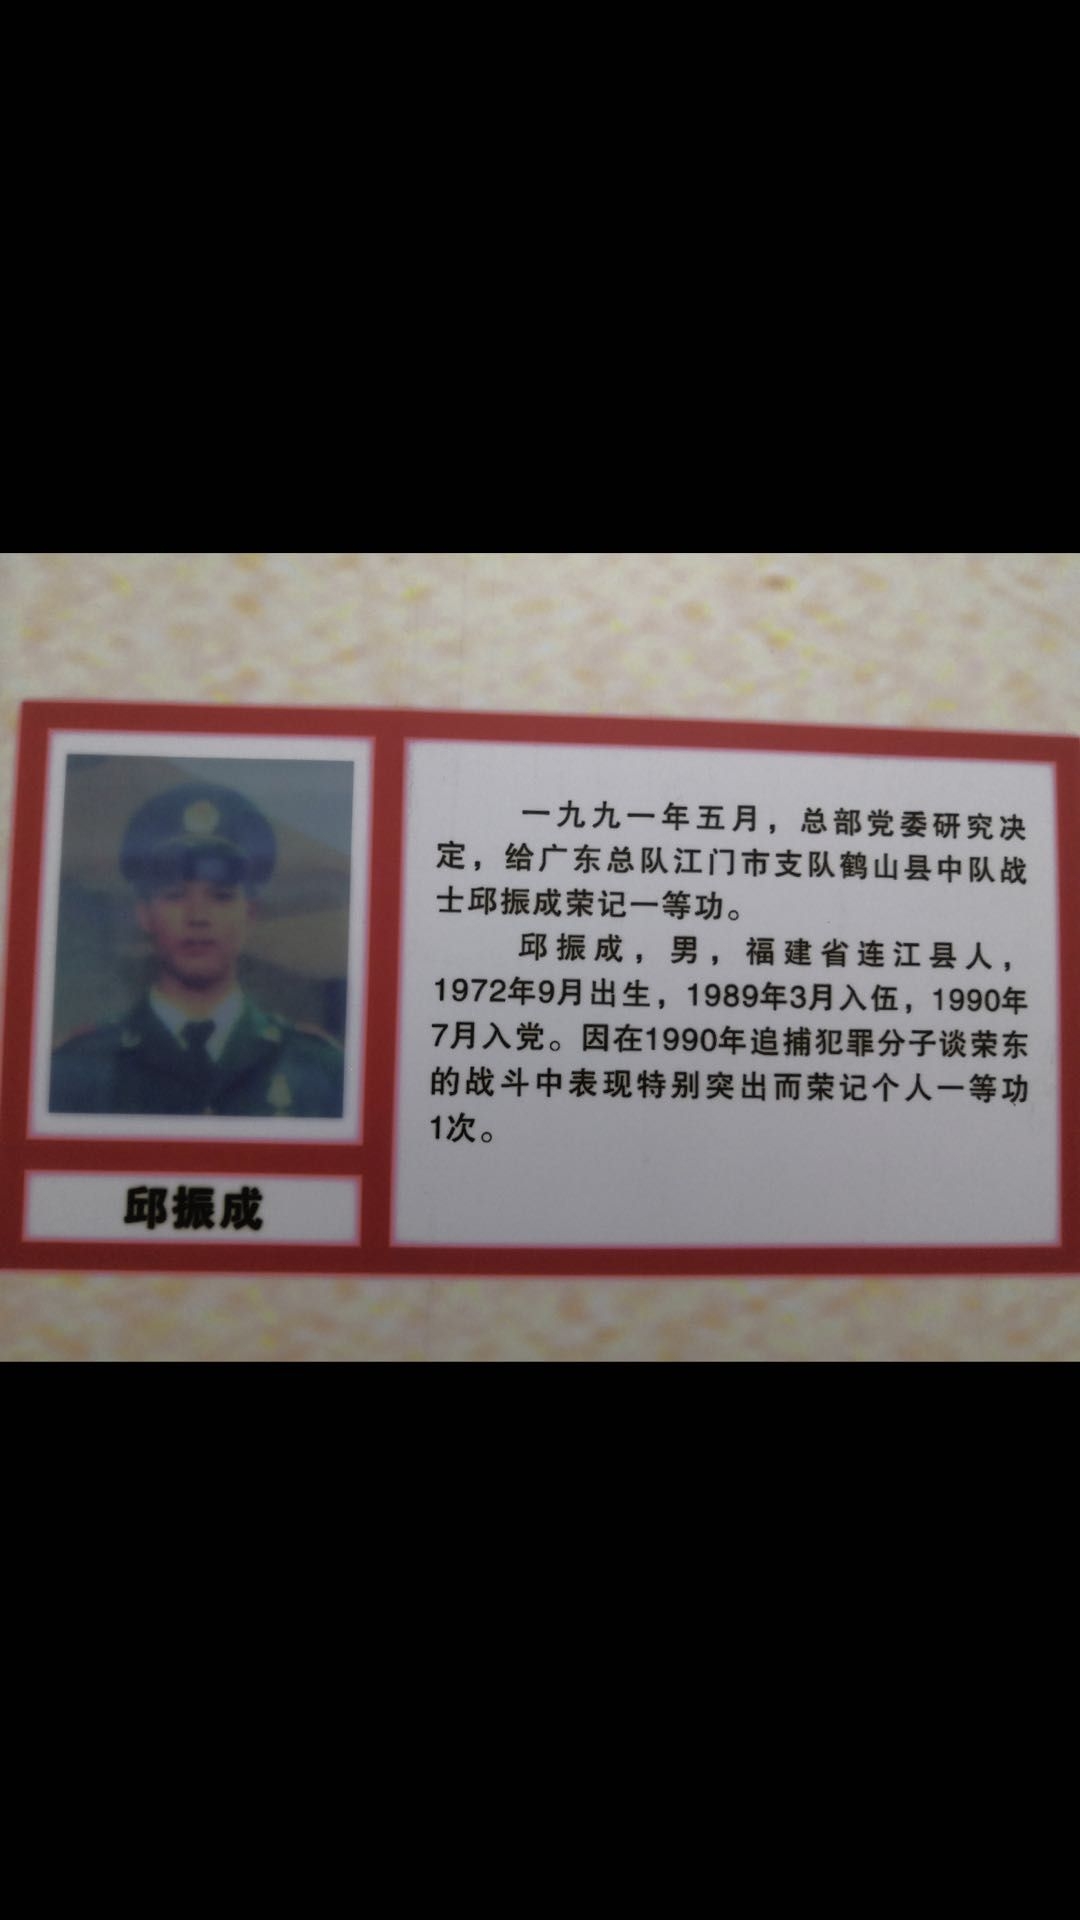 一九九一年五月，总部党委研究决
定，给广东总队江门市支队鹤山县中队战
士邱振成荣记一等功。
邱振成，男，福建省连江县人，
1972年9月出生，1989年3月入伍，1990年
7月入党。因在1990年追捕犯罪分子谈荣东
的战斗中表现特别突出而荣记个人一等功
1次。
邱振成